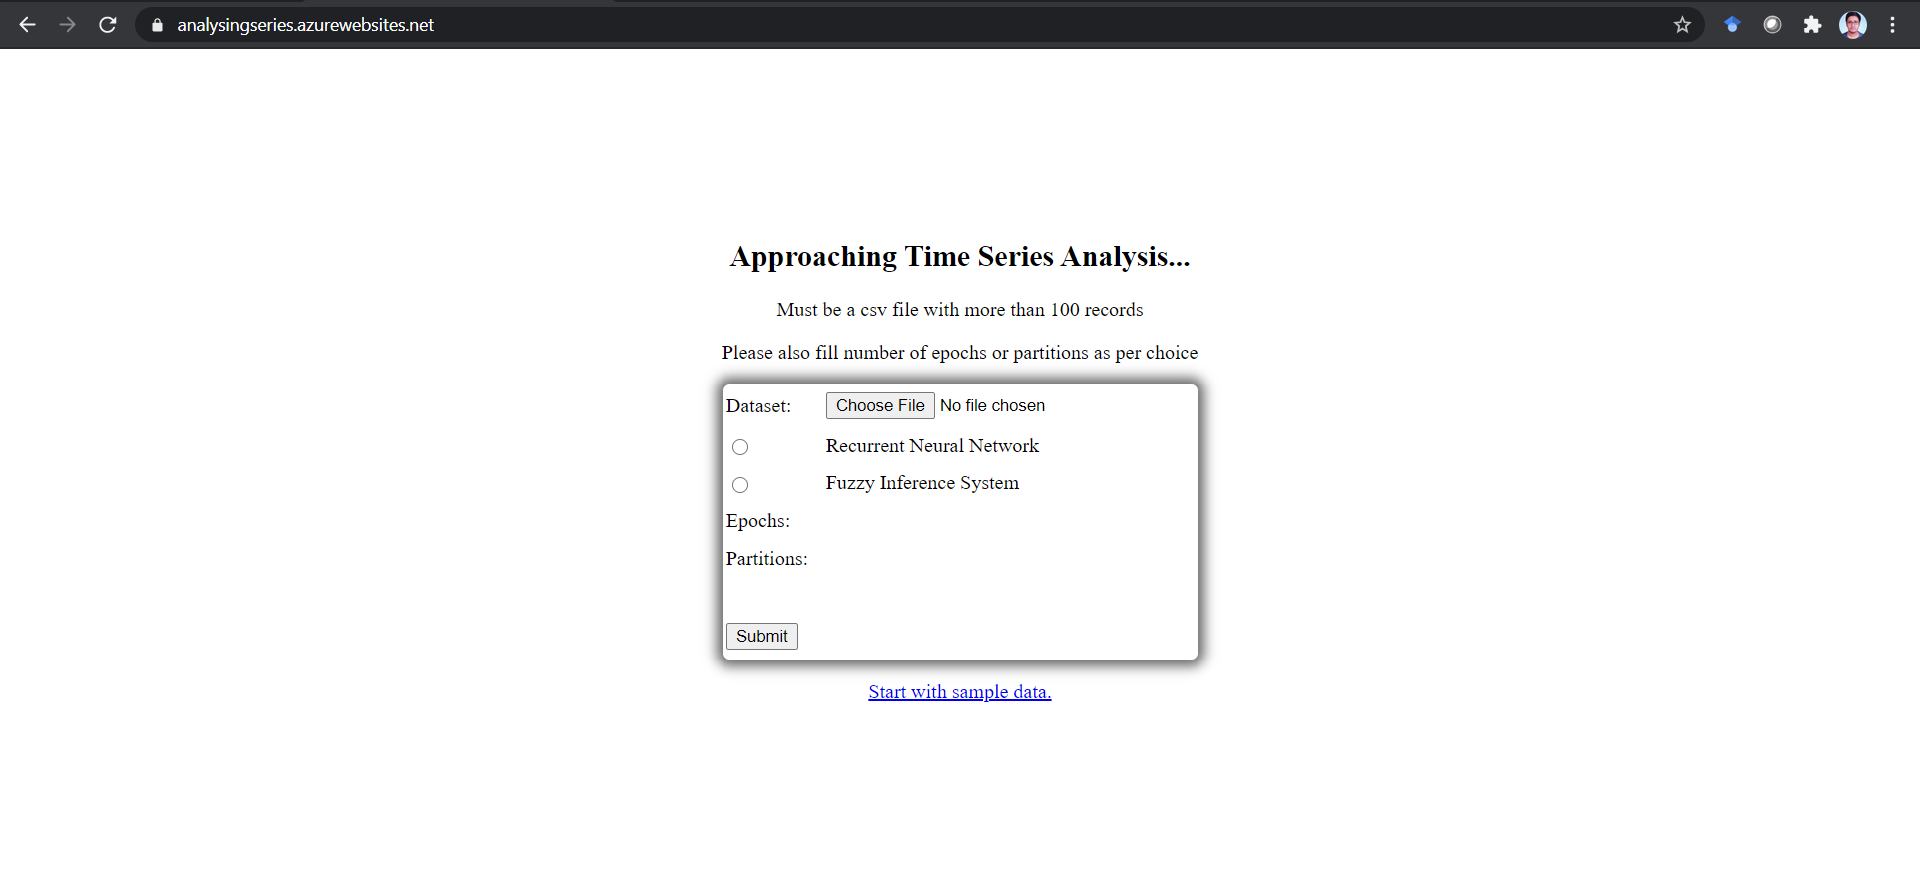 analysingseries.azurewebsites.net
Approaching Time Series Analysis...
Must be a csv file with more than 100 records
Please also fill number of epochs or partitions as per choice
Dataset: Choose File No file chosen
Recurrent Neural Network
Fuzzy Inference System
Epochs:
Partitions:
Submit
Start with sample data.